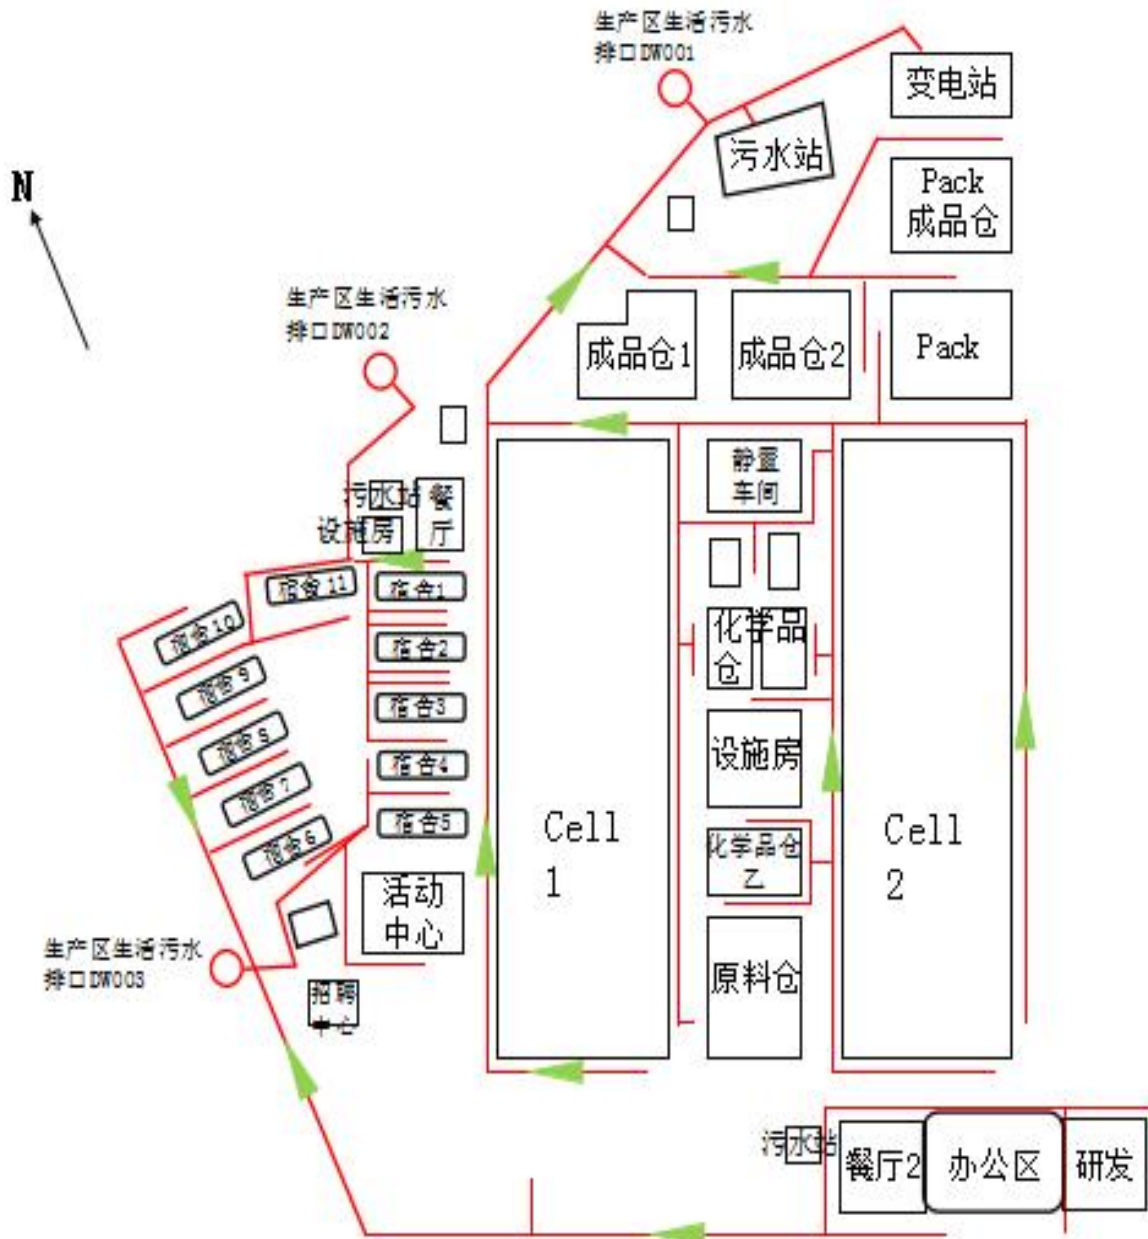 生产区生活污水
排口DW001
变电站
污水站
Pack
成品仓
N
生产区生活污水
排口DW002
成品仓1
成品仓2
Pack
静置
车间
污水站
餐
厅
设施房
宿舍11
宿舍1
宿舍10
宿舍2
化学品
仓
宿舍9
宿舍3
宿舍8
宿舍4
设施房
宿舍7
宿舍5
宿舍6
Cell
1
Cell
2
化学品仓
乙
活动
中心
生产区生活污水
排口DW003
招聘
中心
原料仓
污水站
餐厅2
办公区
研发